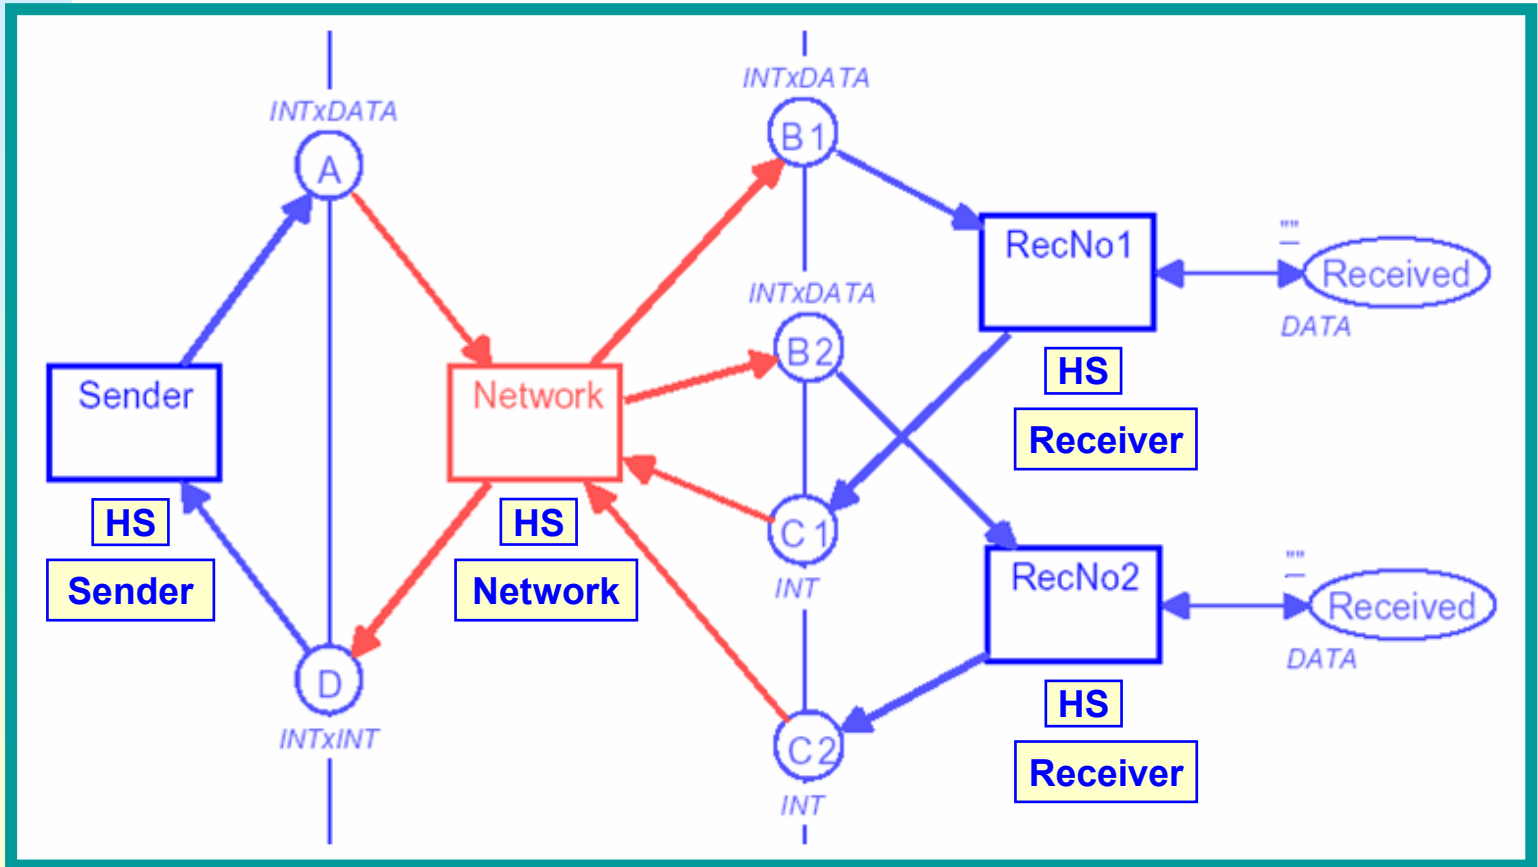 INTxDATA
A
Sender
HS
Sender
D
INTxINT
Network
HS
Network
INTxDATA
B1
INTxDATA
B2
C1
INT
C2
INT
RecNo1
HS
Receiver
""
Received
DATA
RecNo2
HS
Receiver
""
Received
DATA